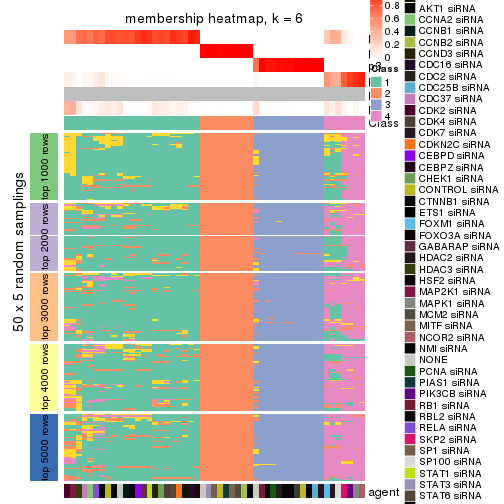 membership heatmap, k = 6
50 x 5 random samplings
top 1000 rows
top 2000 rows
top 3000 rows
top 4000 rows
top 5000 rows
0.8
0.6
0.4
0.2
0
Class
1
2
3
4
Class
agent
AKT1 siRNA
CCNA2 siRNA
CCNB1 siRNA
CCNB2 siRNA
CCND3 siRNA
CDC16 siRNA
CDC2 siRNA
CDC25B siRNA
CDC37 siRNA
CDK2 siRNA
CDK4 siRNA
CDK7 siRNA
CDKN2C siRNA
CEBPD siRNA
CEBPZ siRNA
CHEK1 siRNA
CONTROL siRNA
CTNNB1 siRNA
ETS1 siRNA
FOXM1 siRNA
FOXO3A siRNA
GABARAP siRNA
HDAC2 siRNA
HDAC3 siRNA
HSF2 siRNA
MAP2K1 siRNA
MAPK1 siRNA
MCM2 siRNA
MITF siRNA
NCOR2 siRNA
NMI siRNA
NONE
PCNA siRNA
PIAS1 siRNA
PIK3CB siRNA
RB1 siRNA
RBL2 siRNA
RELA siRNA
SKP2 siRNA
SP1 siRNA
SP100 siRNA
STAT1 siRNA
STAT3 siRNA
STAT6 siRNA